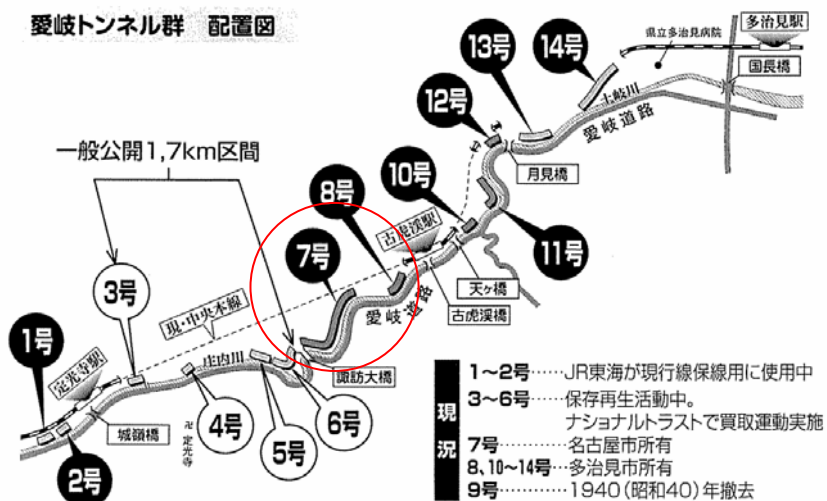 愛岐トンネル群 配置図
多治見駅
県立多治見病院
国長橋
14号
13号
土岐川
愛岐道路
12号
月見橋
一般公開1,7km区間
10号
8号
古虎渓駅
11号
7号
天ヶ橋
3号
愛岐道路
古虎渓橋
現・中央本線
1号
定光寺駅
庄内川
諏訪大橋
6号
4号
5号
城嶺橋
卍 定光寺
2号
現況
1~2号……JR東海が現行線保線用に使用中
3~6号……保存再生活動中。
ナショナルトラストで買取運動実施
7号…………名古屋市所有
8、10~14号…多治見市所有
9号…………1940(昭和40)年撤去